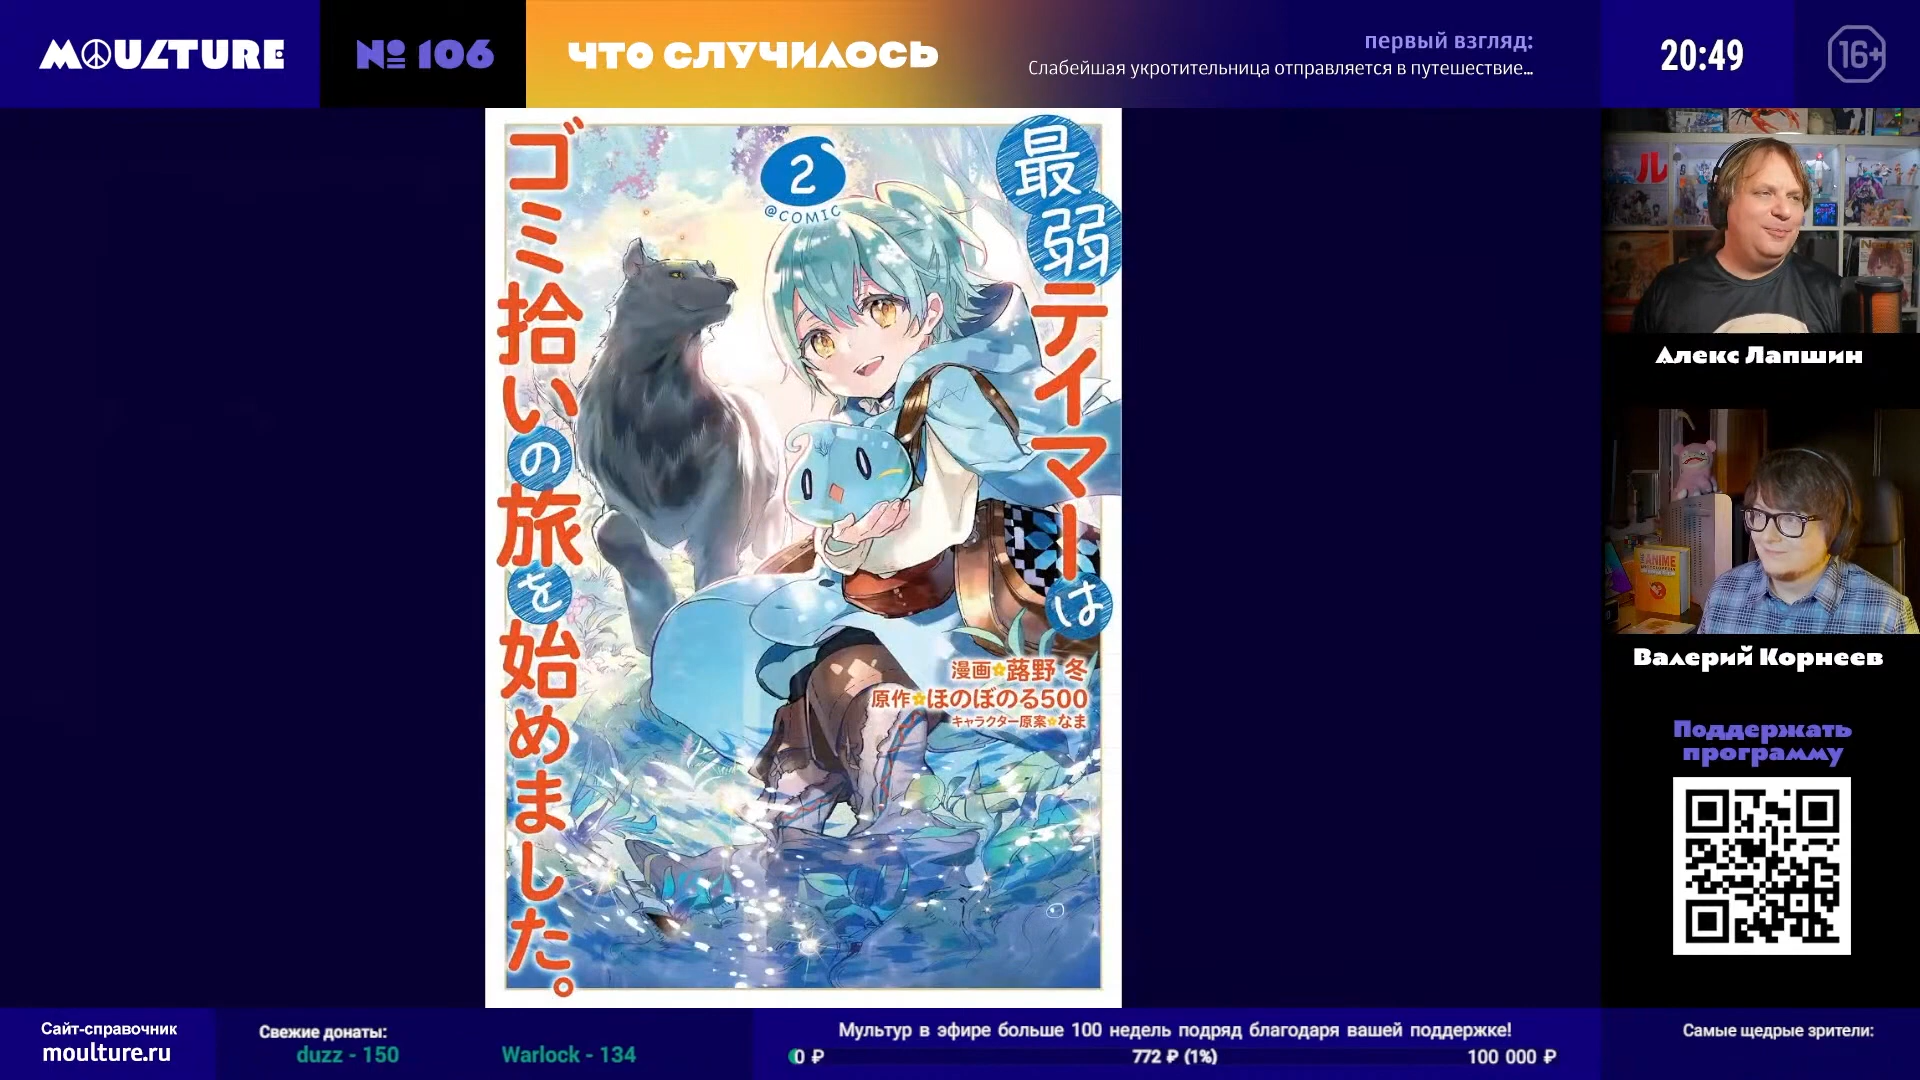 MOULTURE
№ 106
ЧТО СЛУЧИЛОСЬ
первый взгляд:
Слабейшая укротительница отправляется в путешествие...
20:49
16+
最弱テイマーは
ゴミ拾いの旅を始めました。
2
@COMIC
漫画☆蕗野 冬
原作☆ほのぼのる500
キャラクター原案☆なま
ル
Алекс Лапшин
ANIME
Валерий Корнеев
Поддержать
программу
Сайт-справочник
moulture.ru
Свежие донаты:
duzz - 150
Warlock - 134
Мультур в эфире больше 100 недель подряд благодаря вашей поддержке!
0 ₽
772 ₽ (1%)
100 000 ₽
Самые щедрые зрители: